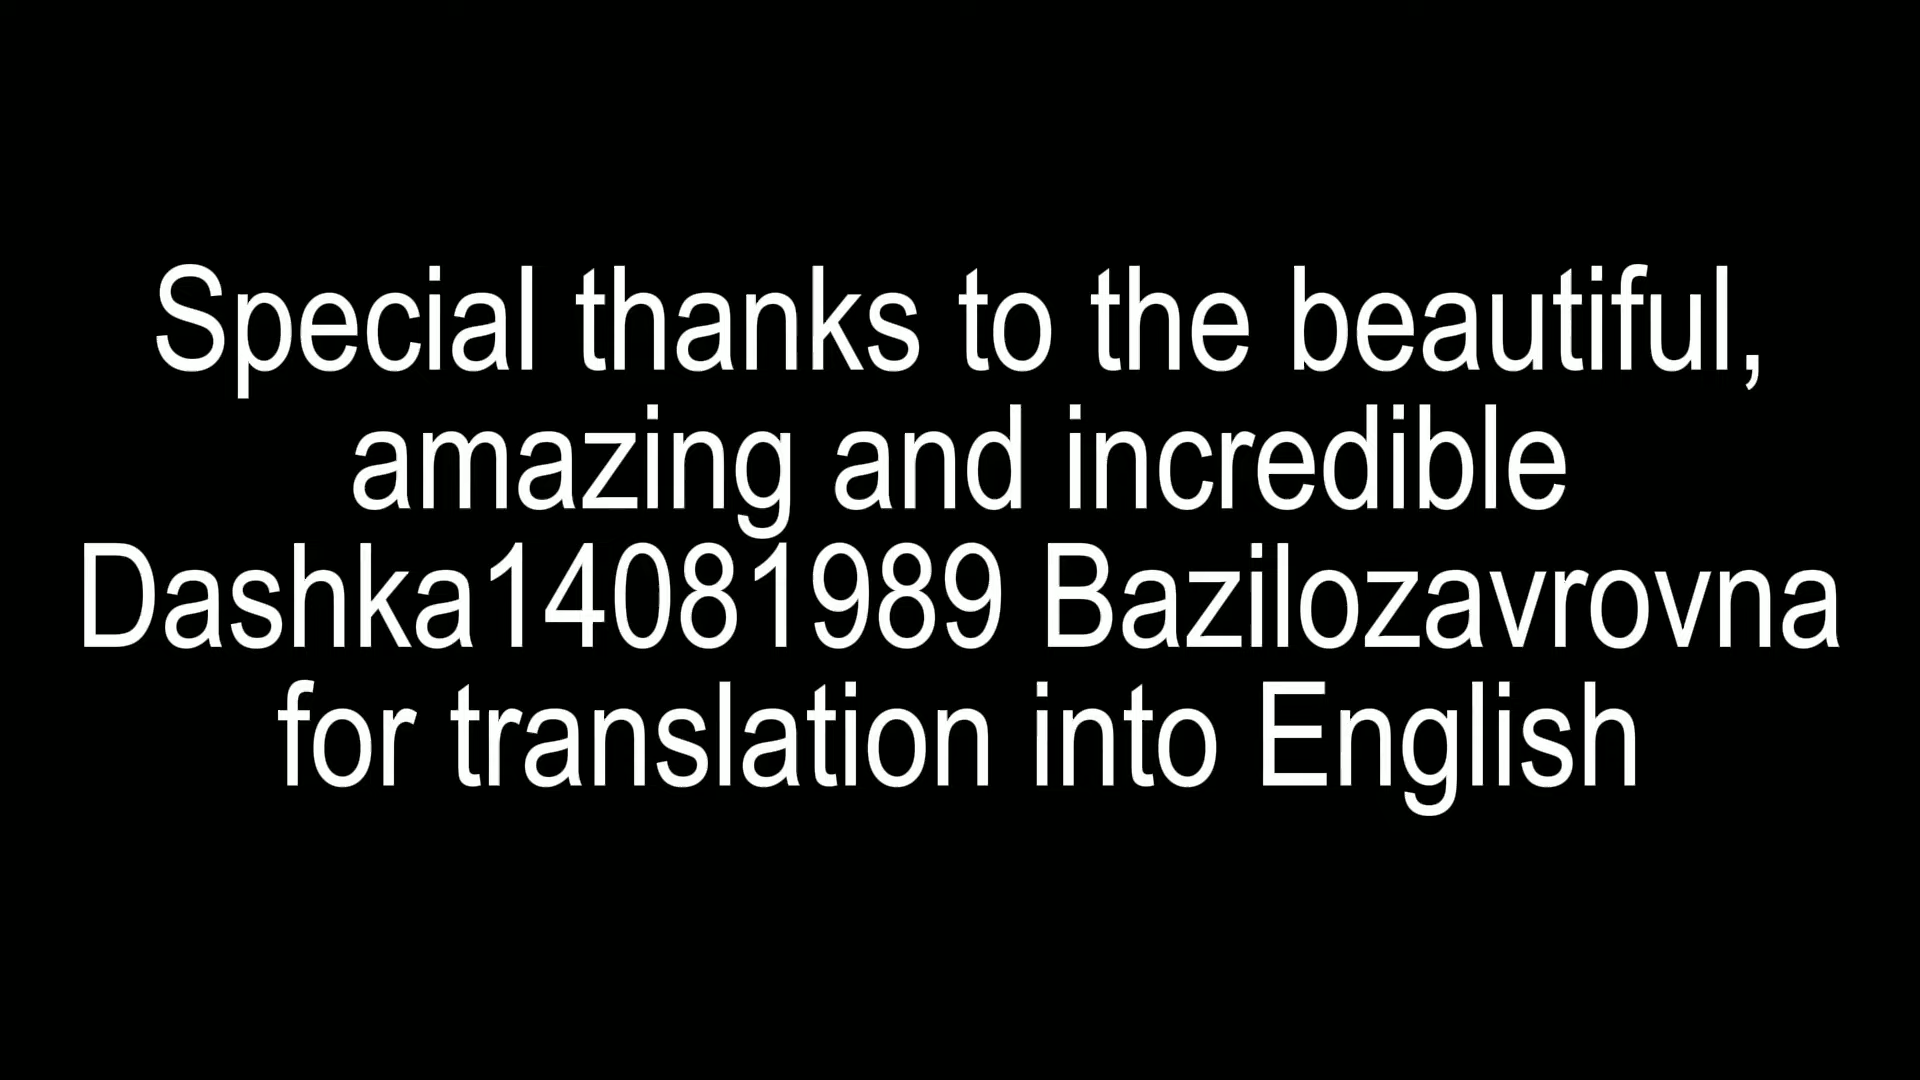 Special thanks to the beautiful,
amazing and incredible
Dashka14081989 Bazilozavrovna
for translation into English